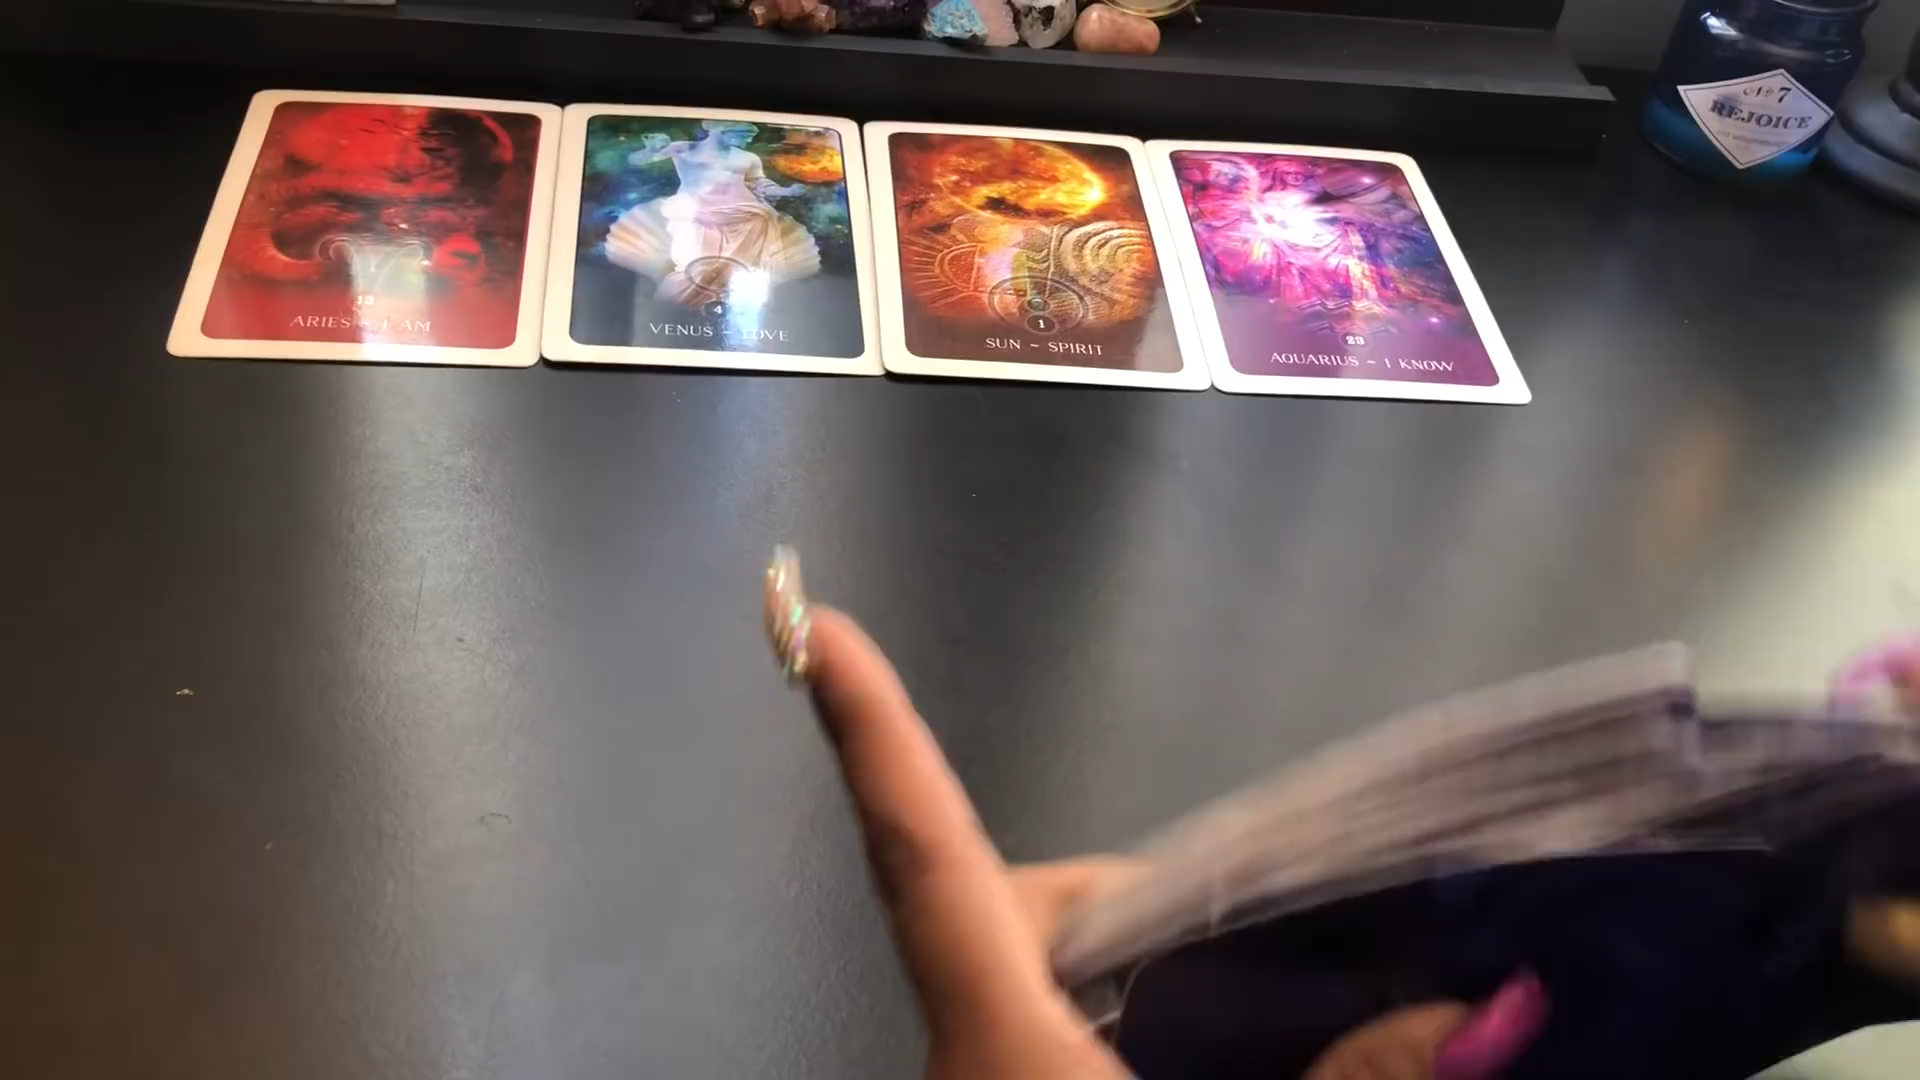 13
ARIES ~ I AM
4
VENUS ~ LOVE
1
SUN ~ SPIRIT
23
AQUARIUS ~ I KNOW
No 7
REJOICE